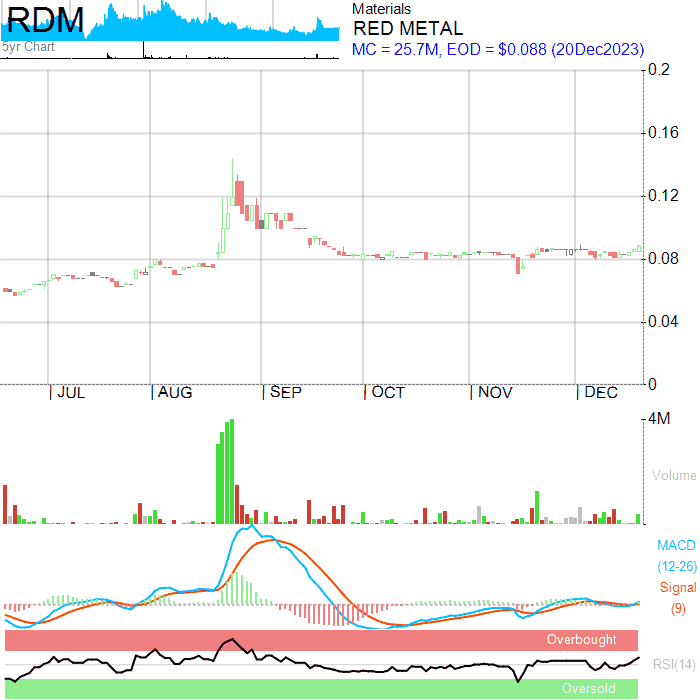 RDM
5yr Chart
Materials
RED METAL
MC = 25.7M, EOD = $0.088 (20Dec2023)
0.2
0.16
0.12
0.08
0.04
0
JUL AUG SEP OCT NOV DEC
4M
Volume
MACD
(12-26)
Signal
(9)
Overbought
RSI(14)
Oversold